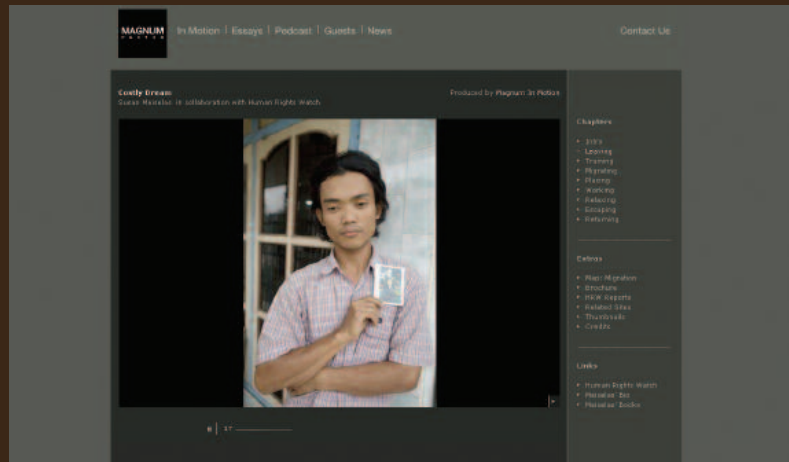 MAGNUM
In Motion | Essays | Podcast | Guests | News
Contact Us
Costly Dream
Susan Meiselas in collaboration with Human Rights Watch
Produced by Magnum In Motion
Chapters
Intro
Leaving
Training
Migrating
Placing
Working
Relaxing
Escaping
Returning
Extras
Map: Migration
Brochure
HRW Reports
Related Sites
Thumbnails
Credits
Links
Human Rights Watch
Meiselas' Bio
Meiselas' Books